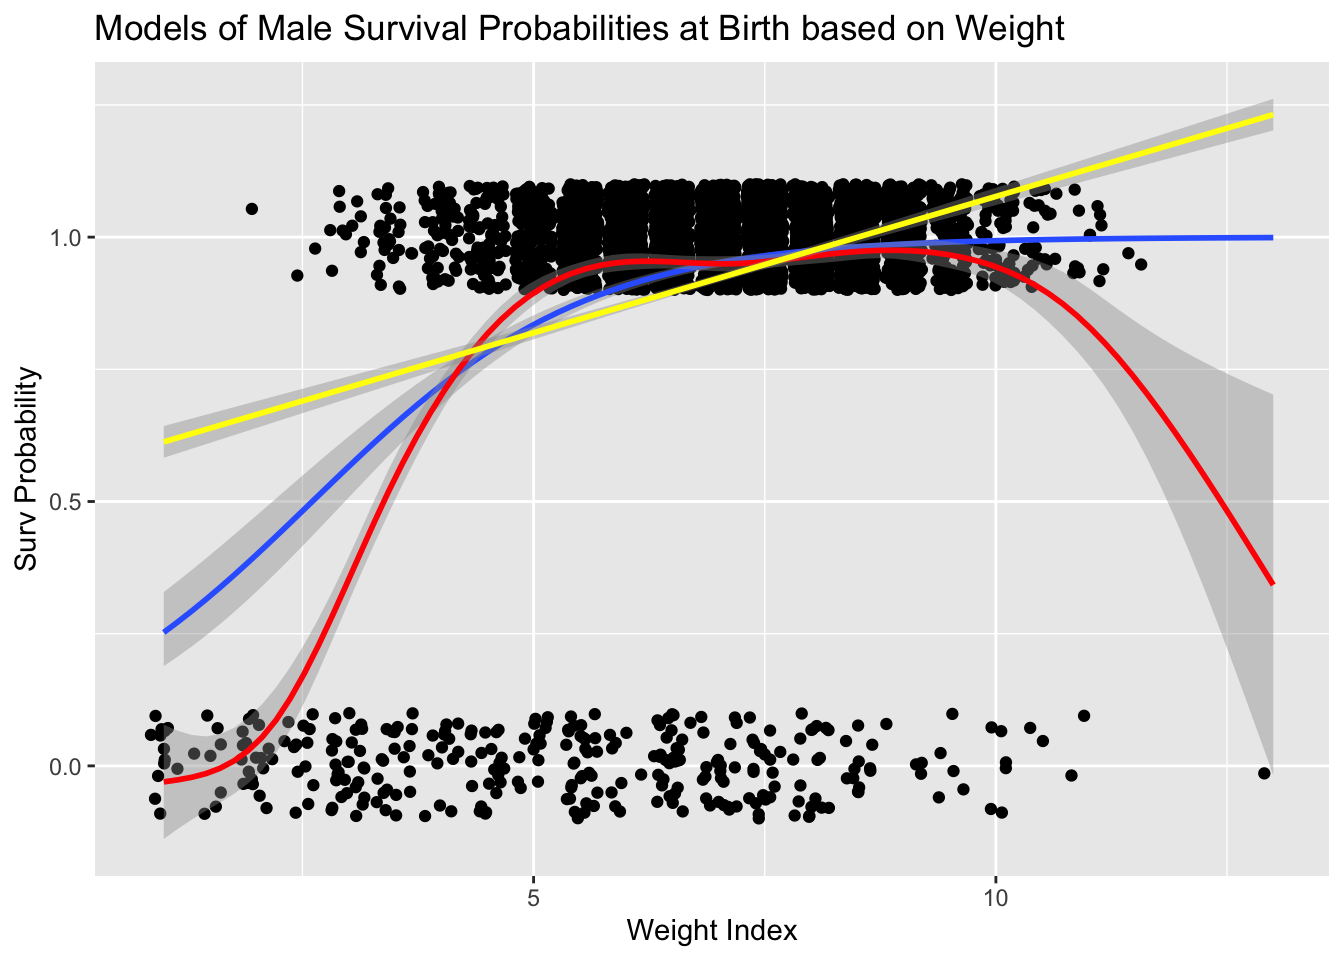 Models of Male Survival Probabilities at Birth based on Weight
Surv Probability
1.0
0.5
0.0
5
10
Weight Index